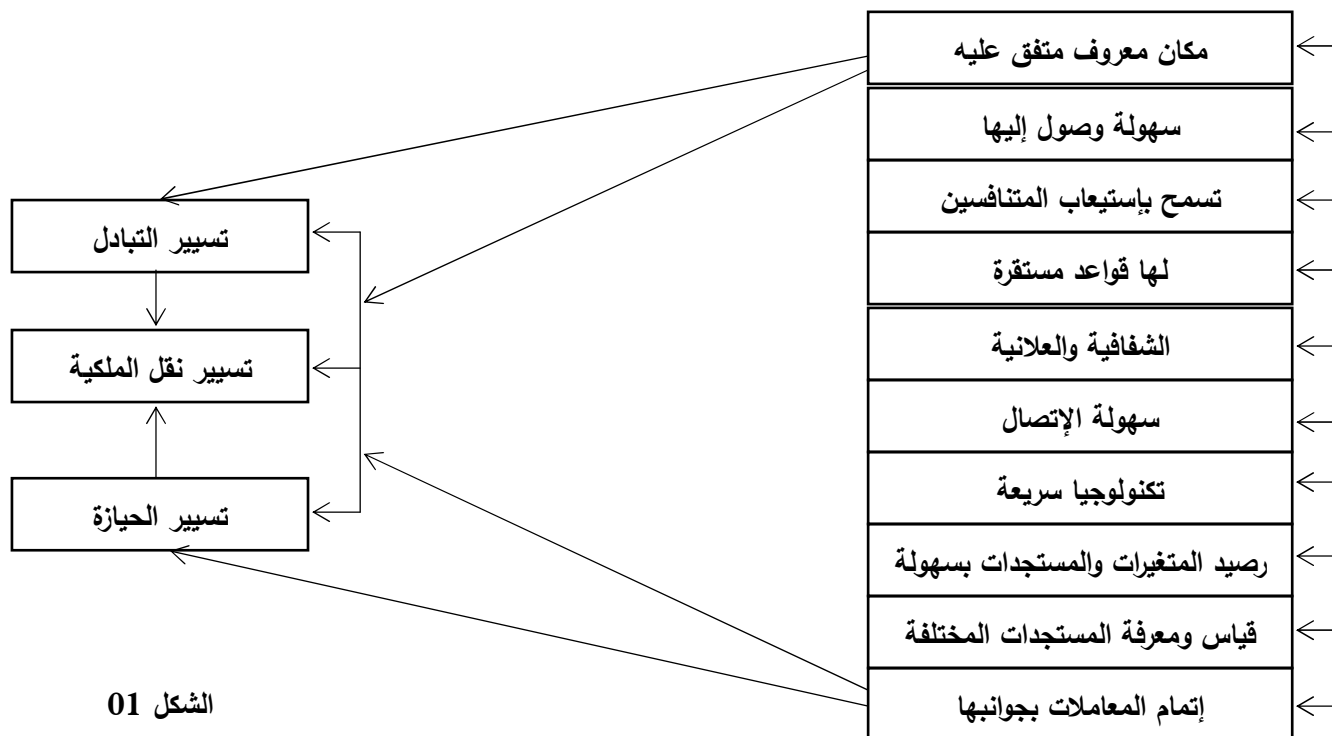 مكان معروف متفق عليه
سهولة وصول إليها
تسمح بإستيعاب المتنافسين
لها قواعد مستقرة
الشفافية والعلانية
سهولة الإتصال
تكنولوجيا سريعة
رصيد المتغيرات والمستجدات بسهولة
قياس ومعرفة المستجدات المختلفة
إتمام المعاملات بجوانبها
تسيير التبادل
تسيير نقل الملكية
تسيير الحيازة
الشكل 01